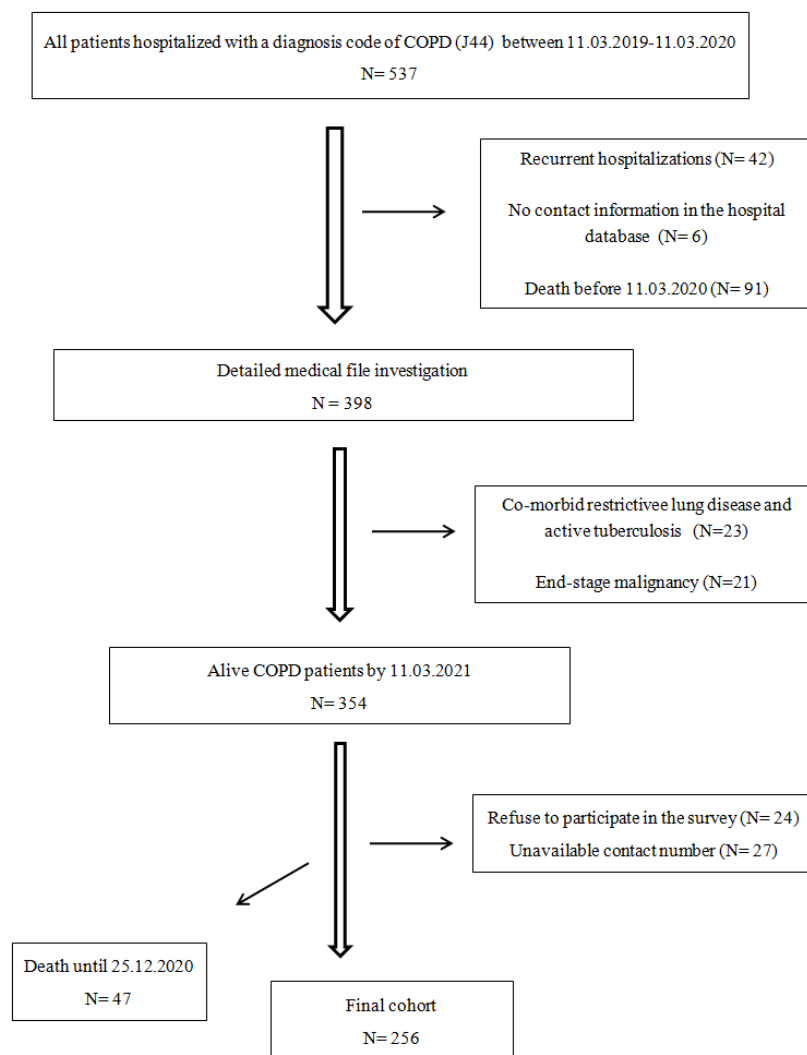 All patients hospitalized with a diagnosis code of COPD (J44) between 11.03.2019-11.03.2020
N= 537
Recurrent hospitalizations (N= 42)
No contact information in the hospital
database (N= 6)
Death before 11.03.2020 (N= 91)
Detailed medical file investigation
N = 398
Co-morbid restrictivee lung disease and
active tuberculosis (N=23)
End-stage malignancy (N=21)
Alive COPD patients by 11.03.2021
N= 354
Refuse to participate in the survey (N= 24)
Unavailable contact number (N= 27)
Death until 25.12.2020
N= 47
Final cohort
N= 256